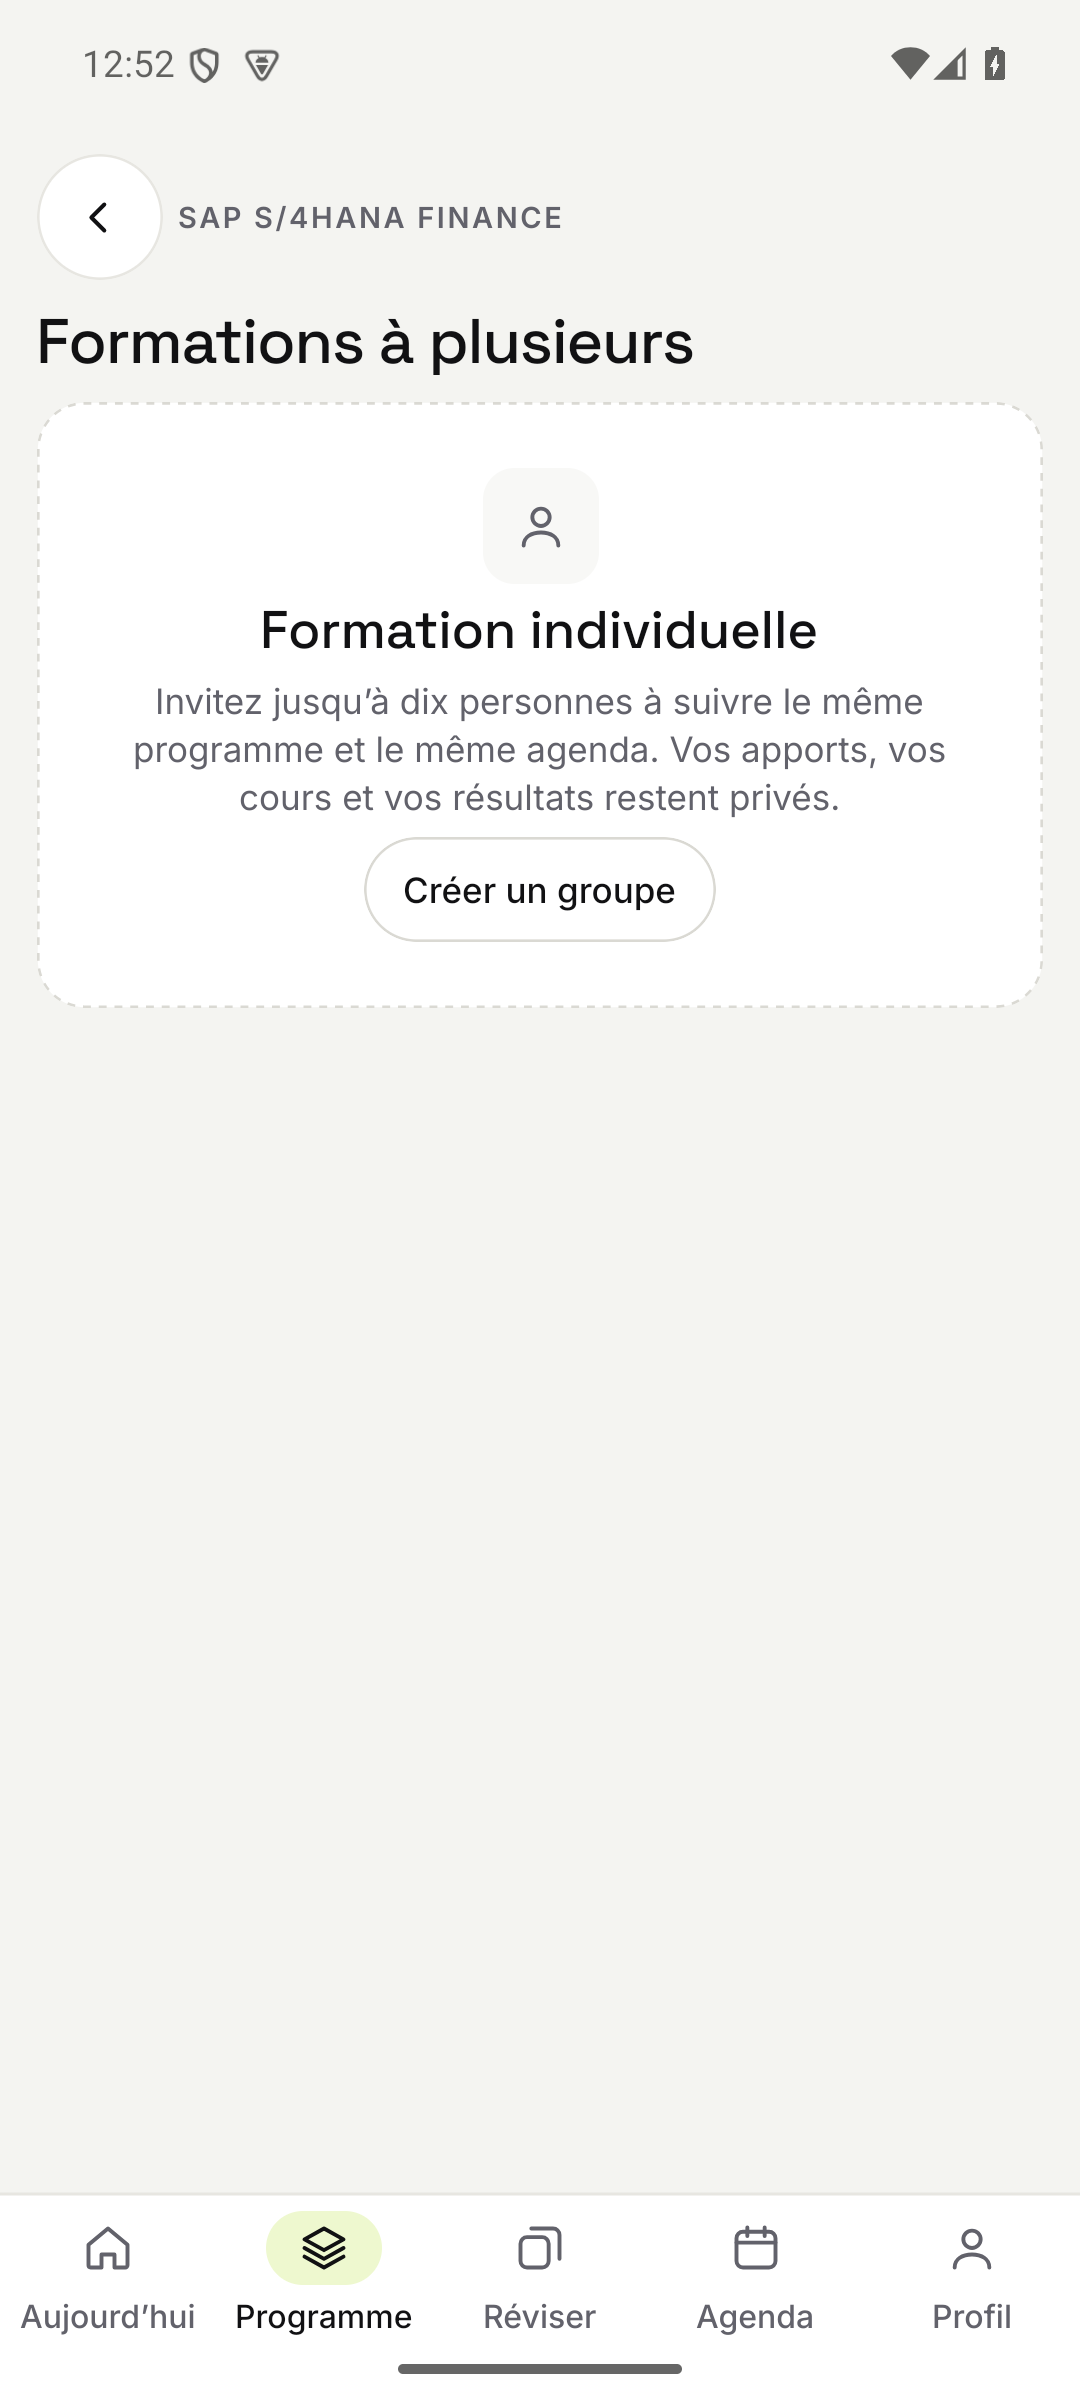 12:52
SAP S/4HANA FINANCE
Formations à plusieurs
Formation individuelle
Invitez jusqu’à dix personnes à suivre le même
programme et le même agenda. Vos apports, vos
cours et vos résultats restent privés.
Créer un groupe
Aujourd’hui
Programme
Réviser
Agenda
Profil